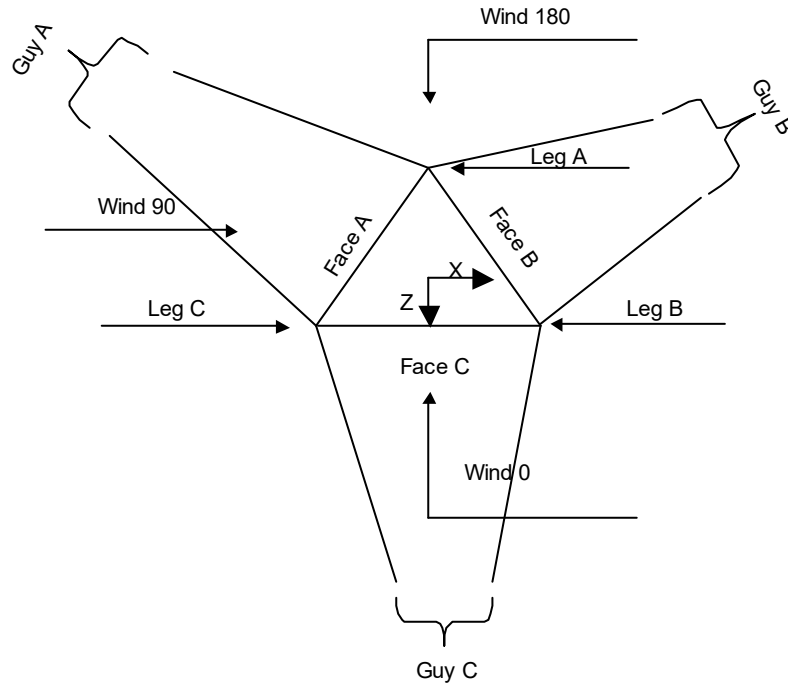 Wind 180
Guy A
Guy B
Leg A
Wind 90
Face A
Face B
X
Z
Leg C
Leg B
Face C
Wind 0
Guy C